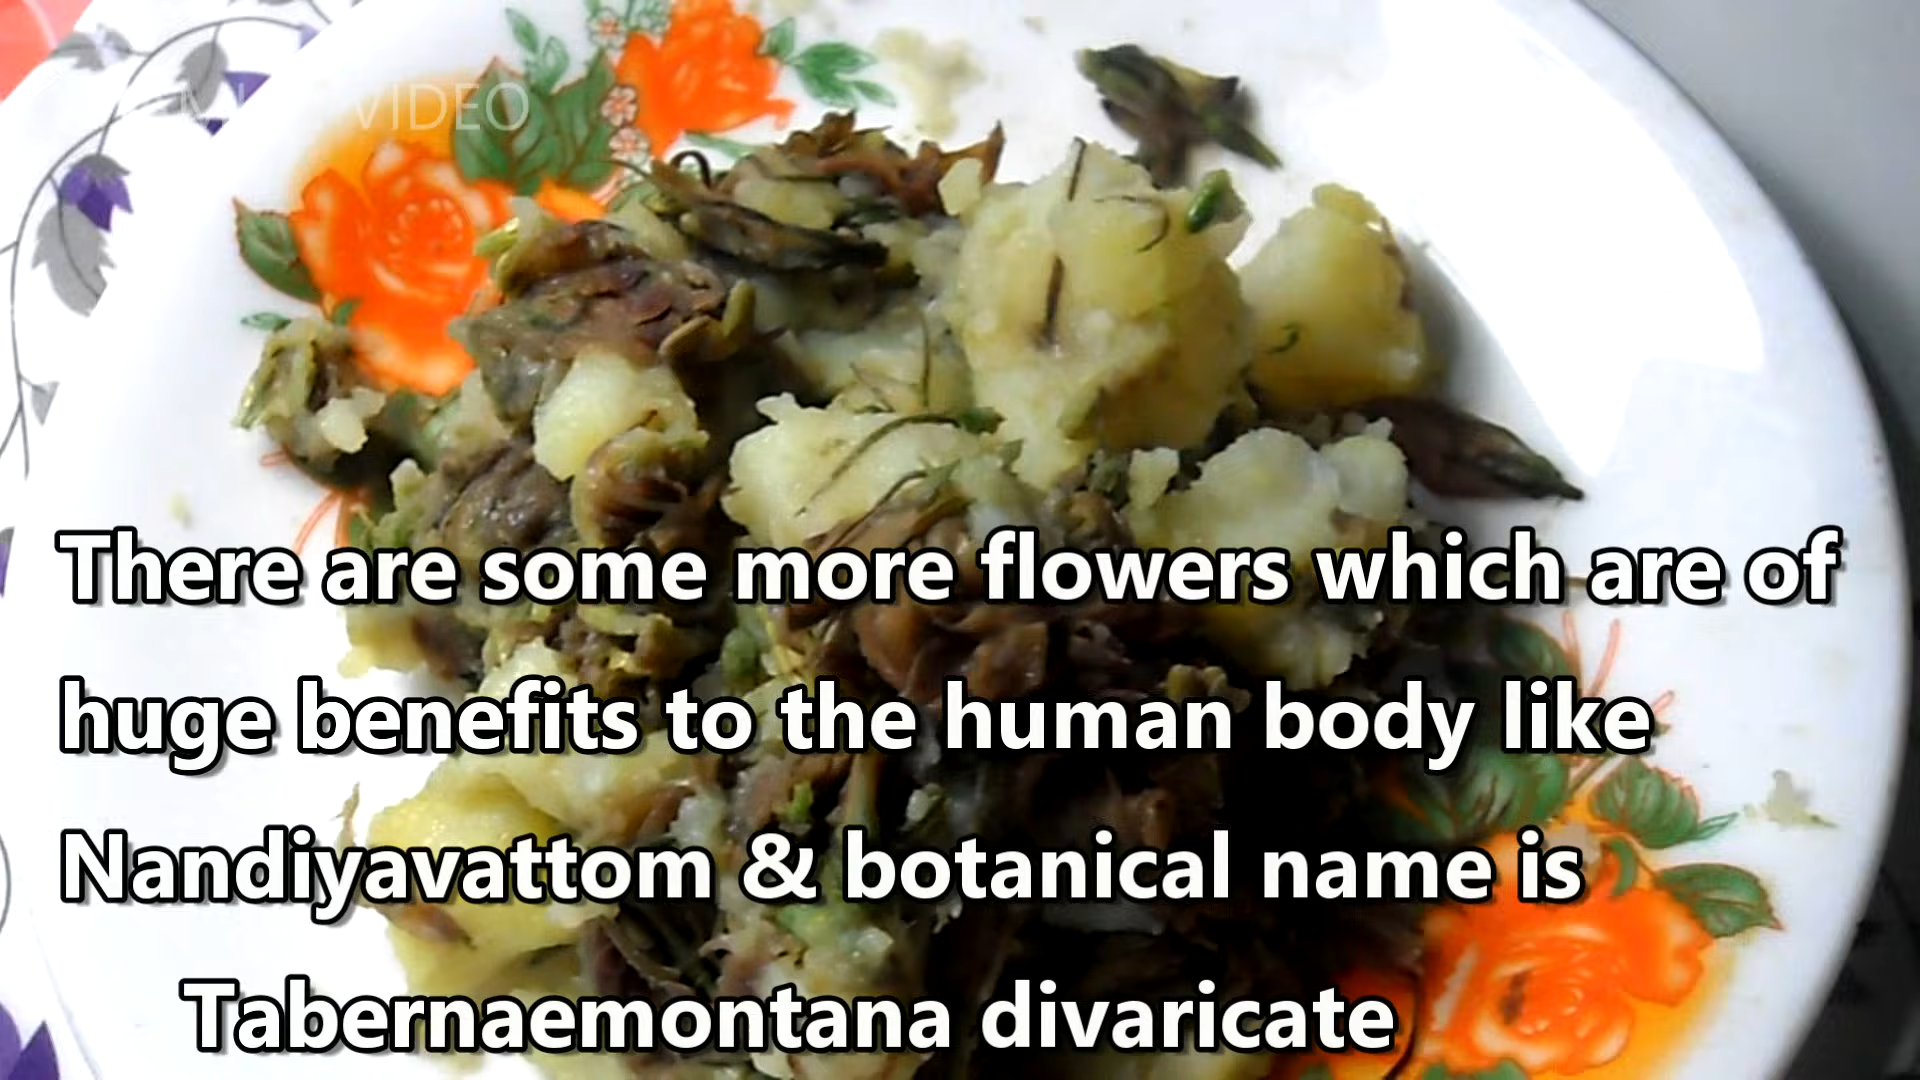 VIDEO
There are some more flowers which are of
huge benefits to the human body like
Nandiyavattom & botanical name is
Tabernaemontana divaricate